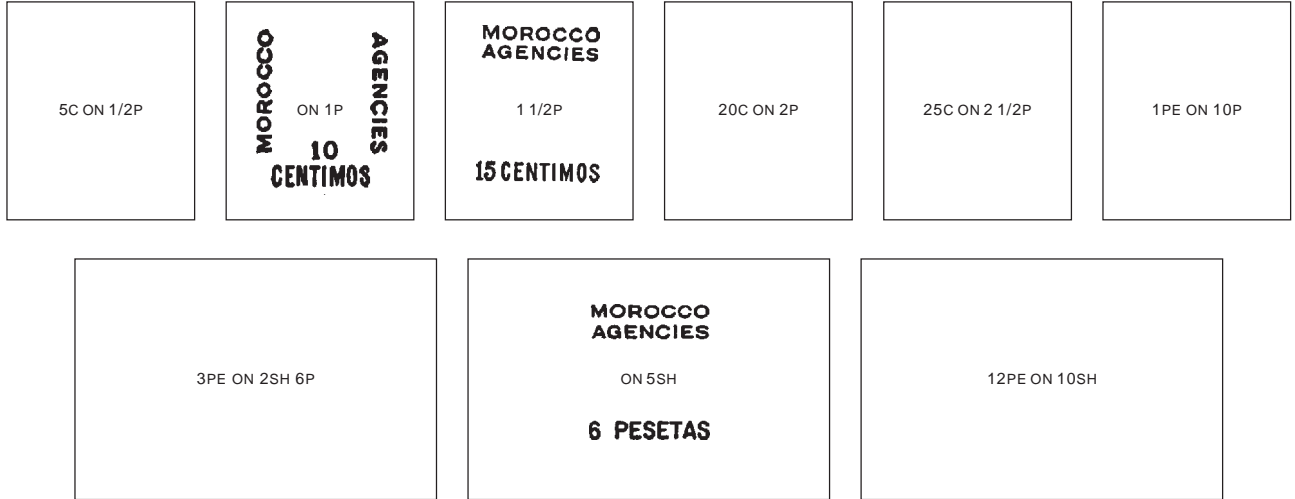 5C ON 1/2P
MOROCCO
AGENCIES
ON 1P
10
CENTIMOS
MOROCCO
AGENCIES
1 1/2P
15 CENTIMOS
20C ON 2P
25C ON 2 1/2P
1PE ON 10P
3PE ON 2SH 6P
MOROCCO
AGENCIES
ON 5SH
6 PESETAS
12PE ON 10SH